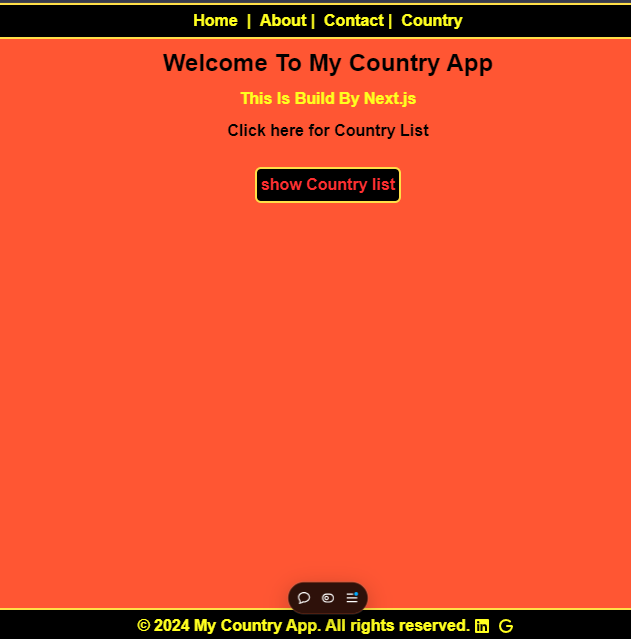 Home | About | Contact | Country
Welcome To My Country App
This Is Build By Next.js
Click here for Country List
show Country list
© 2024 My Country App. All rights reserved.